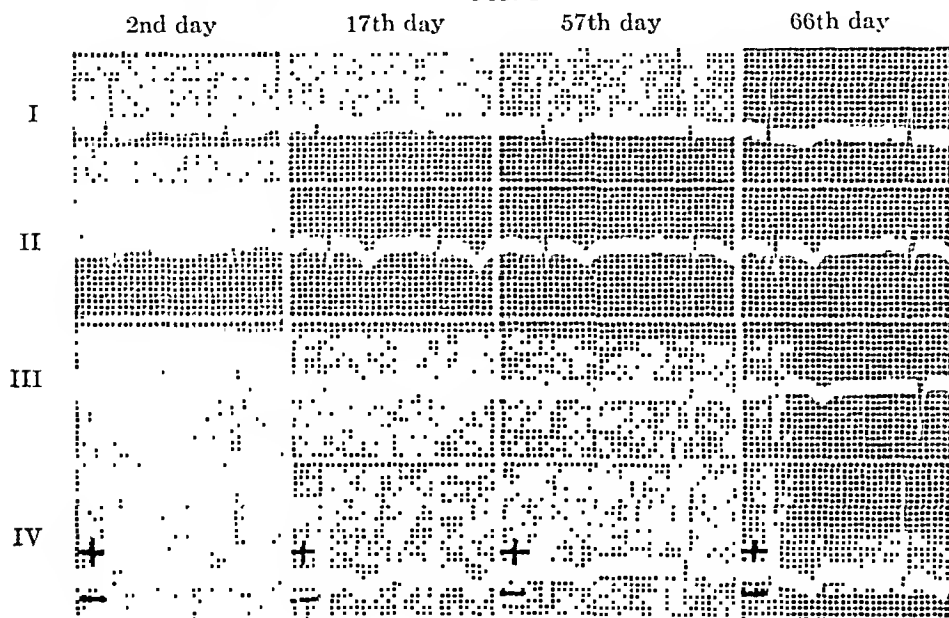 2nd day 17th day 57th day 66th day
I
II
III
IV
+ + + +
− − − −